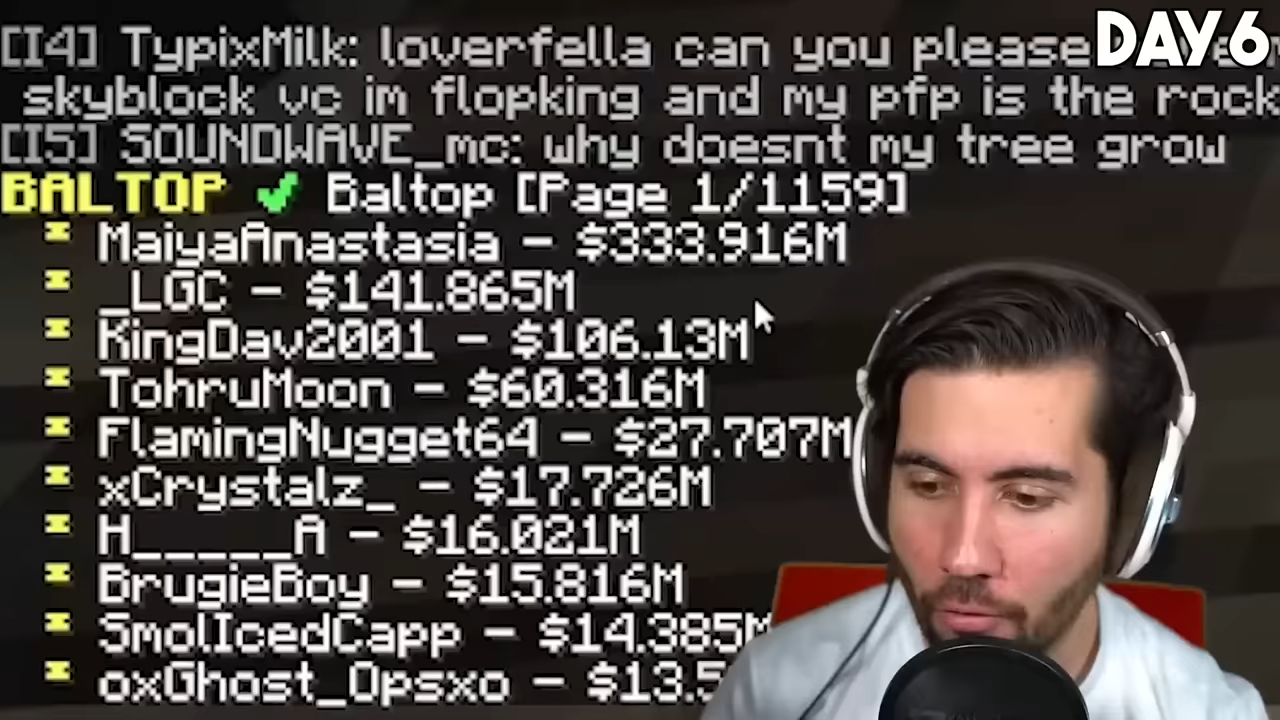 DAY 6
[I4] TypixMilk: loverfella can you please
skyblock vc im flopking and my pfp is the rock
[I5] SOUNDWAVE_mc: why doesnt my tree grow
BALTOP ✔ Baltop [Page 1/1159]
MaiyaAnastasia - $333.916M
_LGC - $141.865M
KingDav2001 - $106.13M
TohruMoon - $60.316M
FlamingNugget64 - $27.707M
xCrystalz_ - $17.726M
H_____A - $16.021M
BrugieBoy - $15.816M
SmolIcedCapp - $14.385M
oxGhost_Opsxo - $13.5